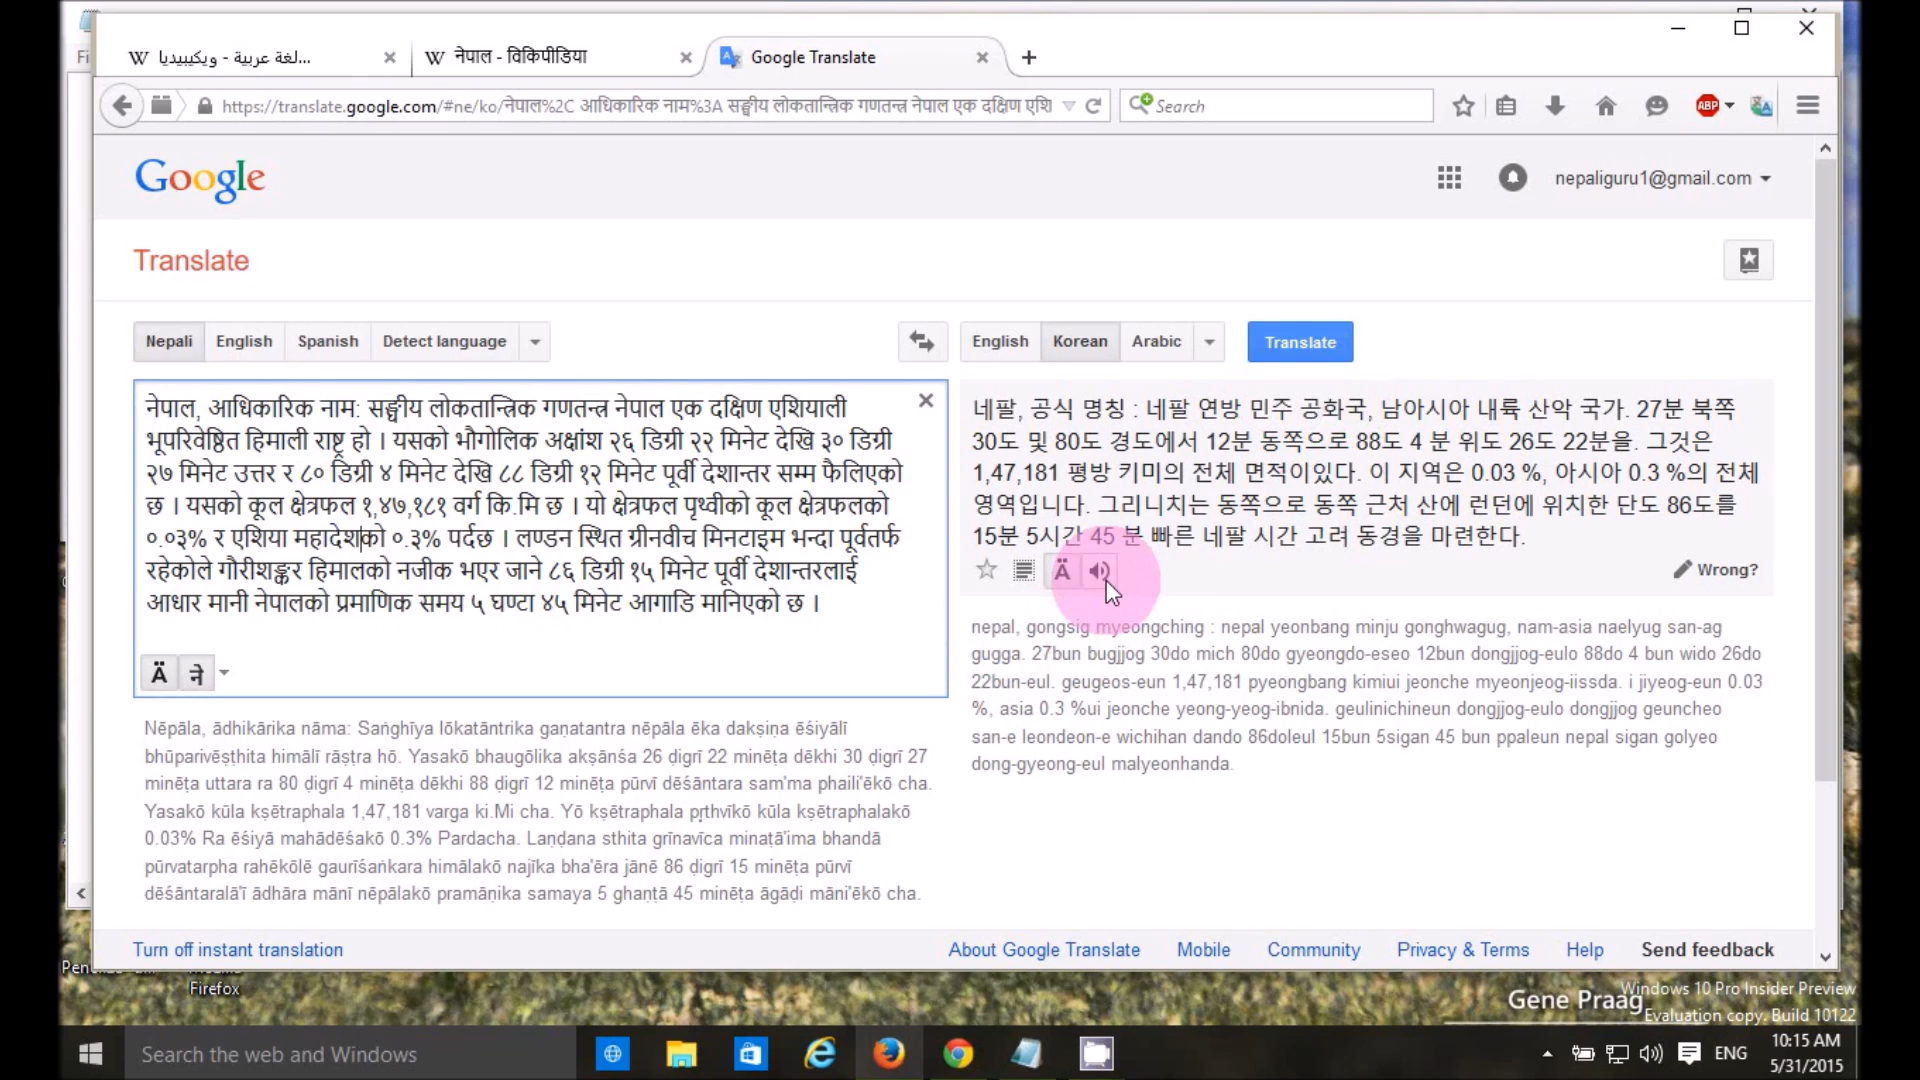 Fi
لغة عربية - ويكيبيديا...
नेपाल - विकिपीडिया
Google Translate
https://translate.google.com/#ne/ko/नेपाल%2C आधिकारिक नाम%3A सङ्घीय लोकतान्त्रिक गणतन्त्र नेपाल एक दक्षिण एशि
Search
ABP
Google
nepaliguru1@gmail.com
Translate
Nepali English Spanish Detect language
English Korean Arabic Translate
नेपाल, आधिकारिक नाम: सङ्घीय लोकतान्त्रिक गणतन्त्र नेपाल एक दक्षिण एशियाली
भूपरिवेष्ठित हिमाली राष्ट्र हो । यसको भौगोलिक अक्षांश २६ डिग्री २२ मिनेट देखि ३० डिग्री
२७ मिनेट उत्तर र ८० डिग्री ४ मिनेट देखि ८८ डिग्री १२ मिनेट पूर्वी देशान्तर सम्म फैलिएको
छ । यसको कूल क्षेत्रफल १,४७,१८१ वर्ग कि.मि छ । यो क्षेत्रफल पृथ्वीको कूल क्षेत्रफलको
०.०३% र एशिया महादेशको ०.३% पर्दछ । लण्डन स्थित ग्रीनवीच मिनटाइम भन्दा पूर्वतर्फ
रहेकोले गौरीशङ्कर हिमालको नजीक भएर जाने ८६ डिग्री १५ मिनेट पूर्वी देशान्तरलाई
आधार मानी नेपालको प्रमाणिक समय ५ घण्टा ४५ मिनेट आगाडि मानिएको छ ।
Ä ने
Nēpāla, ādhikārika nāma: Saṅghīya lōkatāntrika gaṇatantra nēpāla ēka dakṣiṇa ēśiyālī
bhūparivēṣṭhita himālī rāṣṭra hō. Yasakō bhaugōlika akṣānśa 26 ḍigrī 22 minēṭa dēkhi 30 ḍigrī 27
minēṭa uttara ra 80 ḍigrī 4 minēṭa dēkhi 88 ḍigrī 12 minēṭa pūrvī dēśāntara sam'ma phaili'ēkō cha.
Yasakō kūla kṣētraphala 1,47,181 varga ki.Mi cha. Yō kṣētraphala pr̥thvīkō kūla kṣētraphalakō
0.03% Ra ēśiyā mahādēśakō 0.3% Pardacha. Laṇḍana sthita grīnavīca minaṭā'ima bhandā
pūrvatarpha rahēkōlē gaurīśaṅkara himālakō najīka bha'ēra jānē 86 ḍigrī 15 minēṭa pūrvī
dēśāntaralā'ī ādhāra mānī nēpālakō pramāṇika samaya 5 ghaṇṭā 45 minēṭa āgāḍi māni'ēkō cha.
네팔, 공식 명칭 : 네팔 연방 민주 공화국, 남아시아 내륙 산악 국가. 27분 북쪽
30도 및 80도 경도에서 12분 동쪽으로 88도 4 분 위도 26도 22분을. 그것은
1,47,181 평방 키미의 전체 면적이있다. 이 지역은 0.03 %, 아시아 0.3 %의 전체
영역입니다. 그리니치는 동쪽으로 동쪽 근처 산에 런던에 위치한 단도 86도를
15분 5시간 45 분 빠른 네팔 시간 고려 동경을 마련한다.
Ä
Wrong?
nepal, gongsig myeongching : nepal yeonbang minju gonghwagug, nam-asia naelyug san-ag
gugga. 27bun bugjjog 30do mich 80do gyeongdo-eseo 12bun dongjjog-eulo 88do 4 bun wido 26do
22bun-eul. geugeos-eun 1,47,181 pyeongbang kimiui jeonche myeonjeog-iissda. i jiyeog-eun 0.03
%, asia 0.3 %ui jeonche yeong-yeog-ibnida. geulinichineun dongjjog-eulo dongjjog geuncheo
san-e leondeon-e wichihan dando 86doleul 15bun 5sigan 45 bun ppaleun nepal sigan golyeo
dong-gyeong-eul malyeonhanda.
Turn off instant translation
About Google Translate Mobile Community Privacy & Terms Help Send feedback
Firefox
Gene Praag
Windows 10 Pro Insider Preview
Evaluation copy. Build 10122
Search the web and Windows
ENG
10:15 AM
5/31/2015